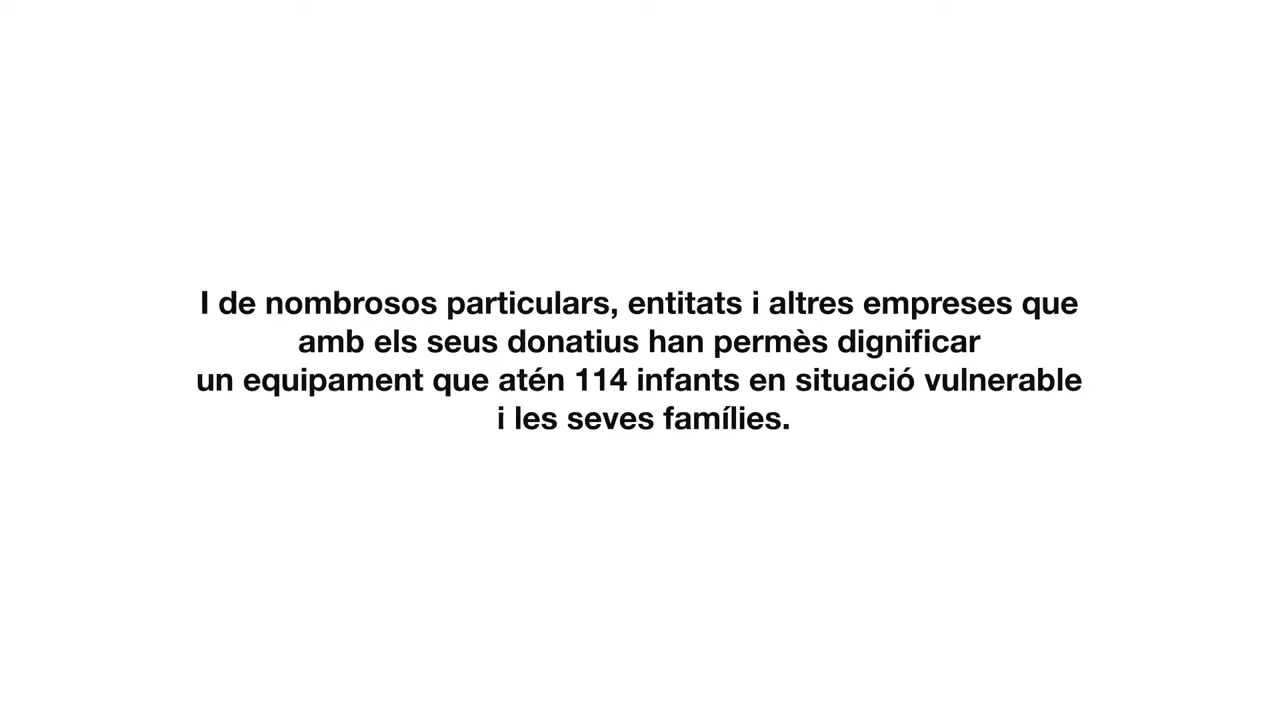 I de nombrosos particulars, entitats i altres empreses que
amb els seus donatius han permès dignificar
un equipament que atén 114 infants en situació vulnerable
i les seves famílies.